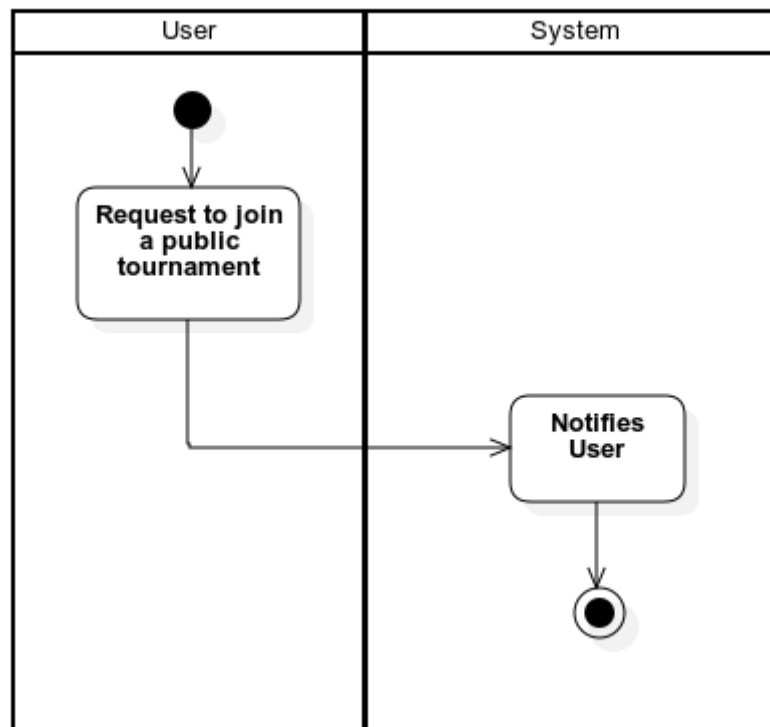 User
System
Request to join
a public
tournament
Notifies
User